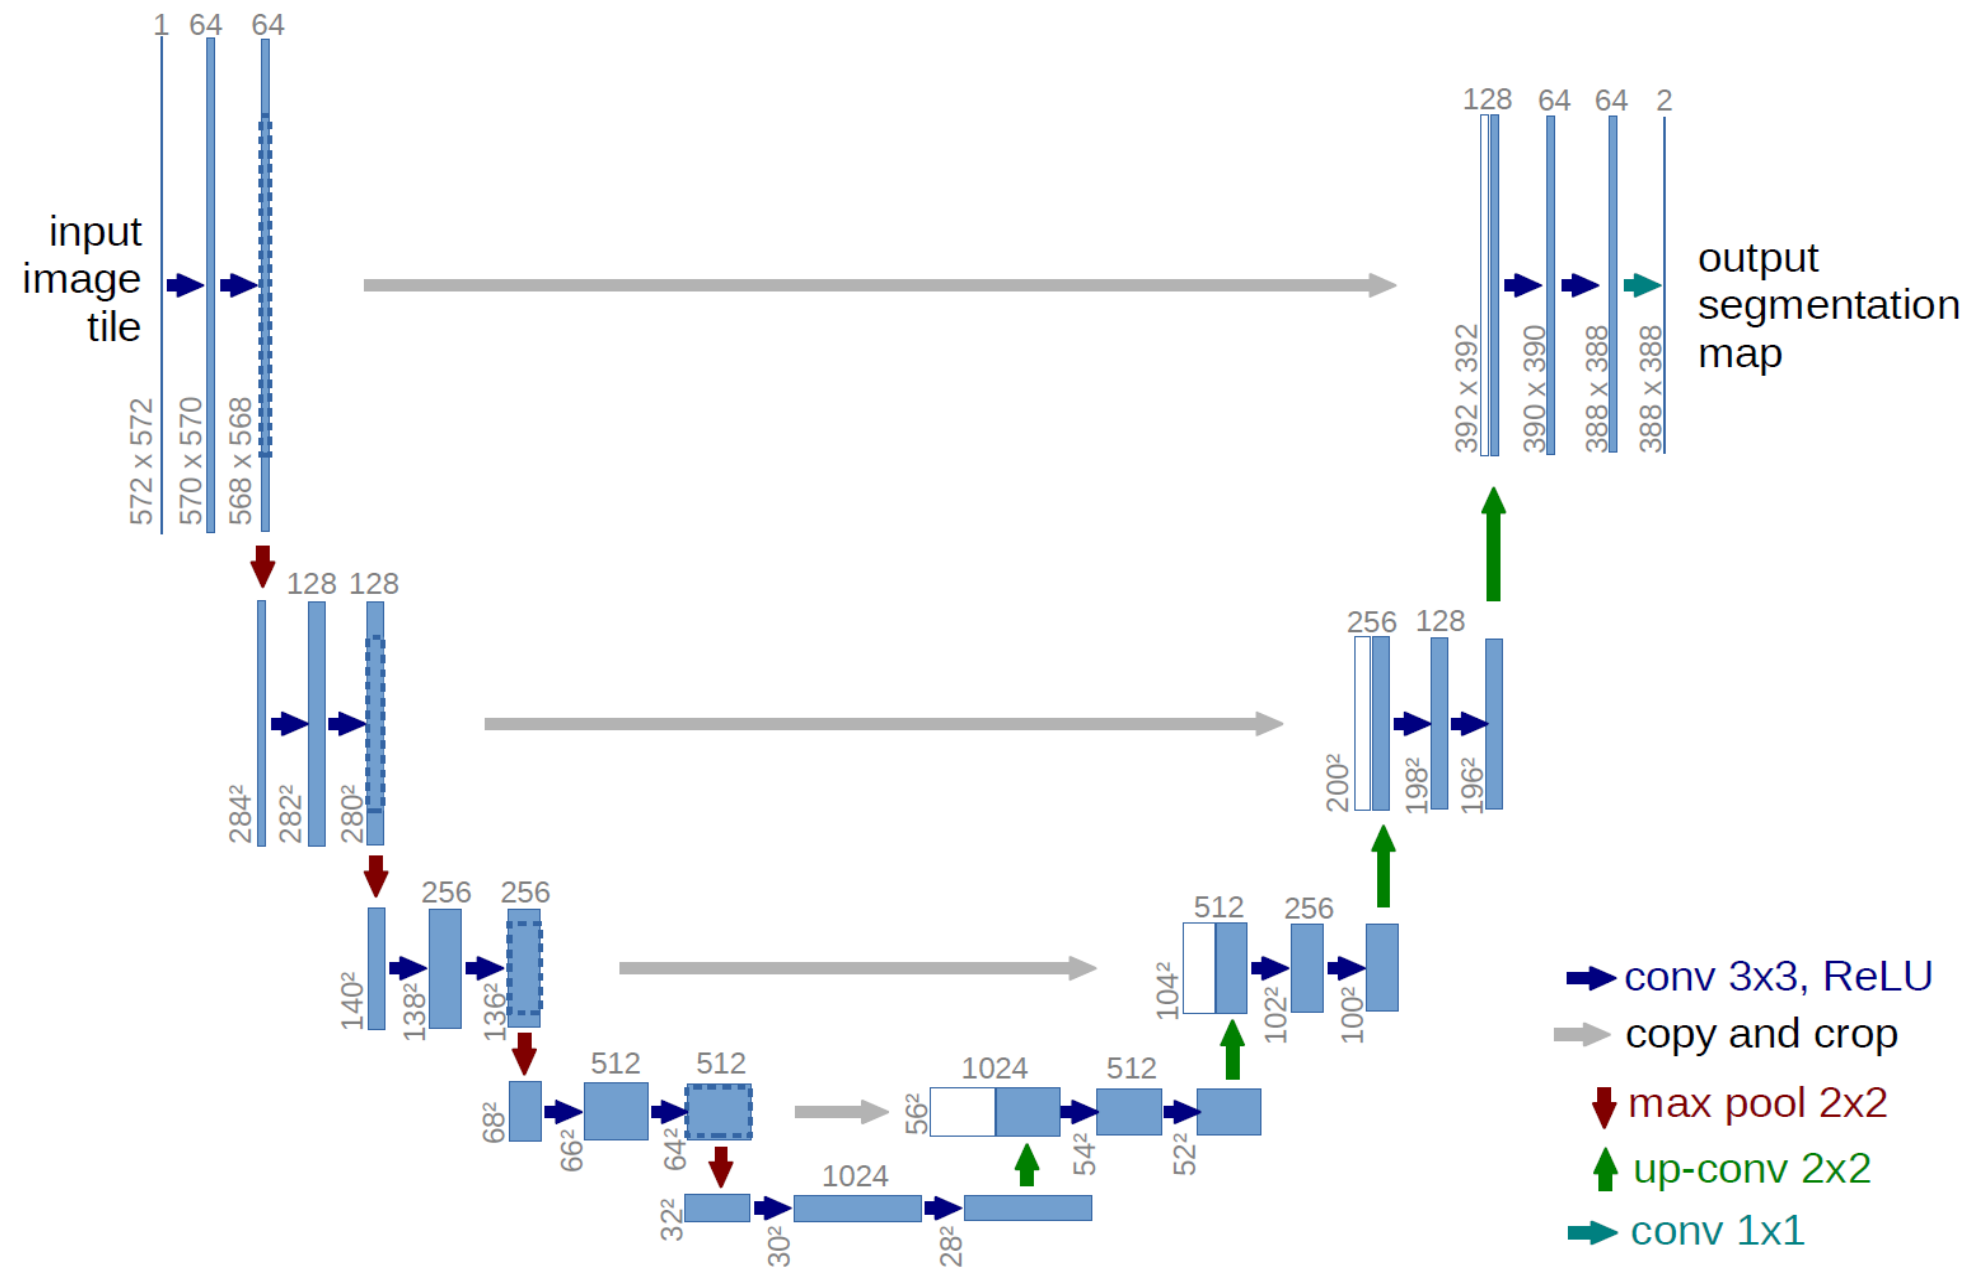 1 64 64
128 64 64 2
input
image
tile
output
segmentation
map
572 x 572
570 x 570
568 x 568
392 x 392
390 x 390
388 x 388
388 x 388
128 128
256 128
284²
282²
280²
200²
198²
196²
256 256
512 256
140²
138²
136²
104²
102²
100²
512 512
1024 512
68²
66²
64²
56²
54²
52²
1024
32²
30²
28²
conv 3x3, ReLU
copy and crop
max pool 2x2
up-conv 2x2
conv 1x1